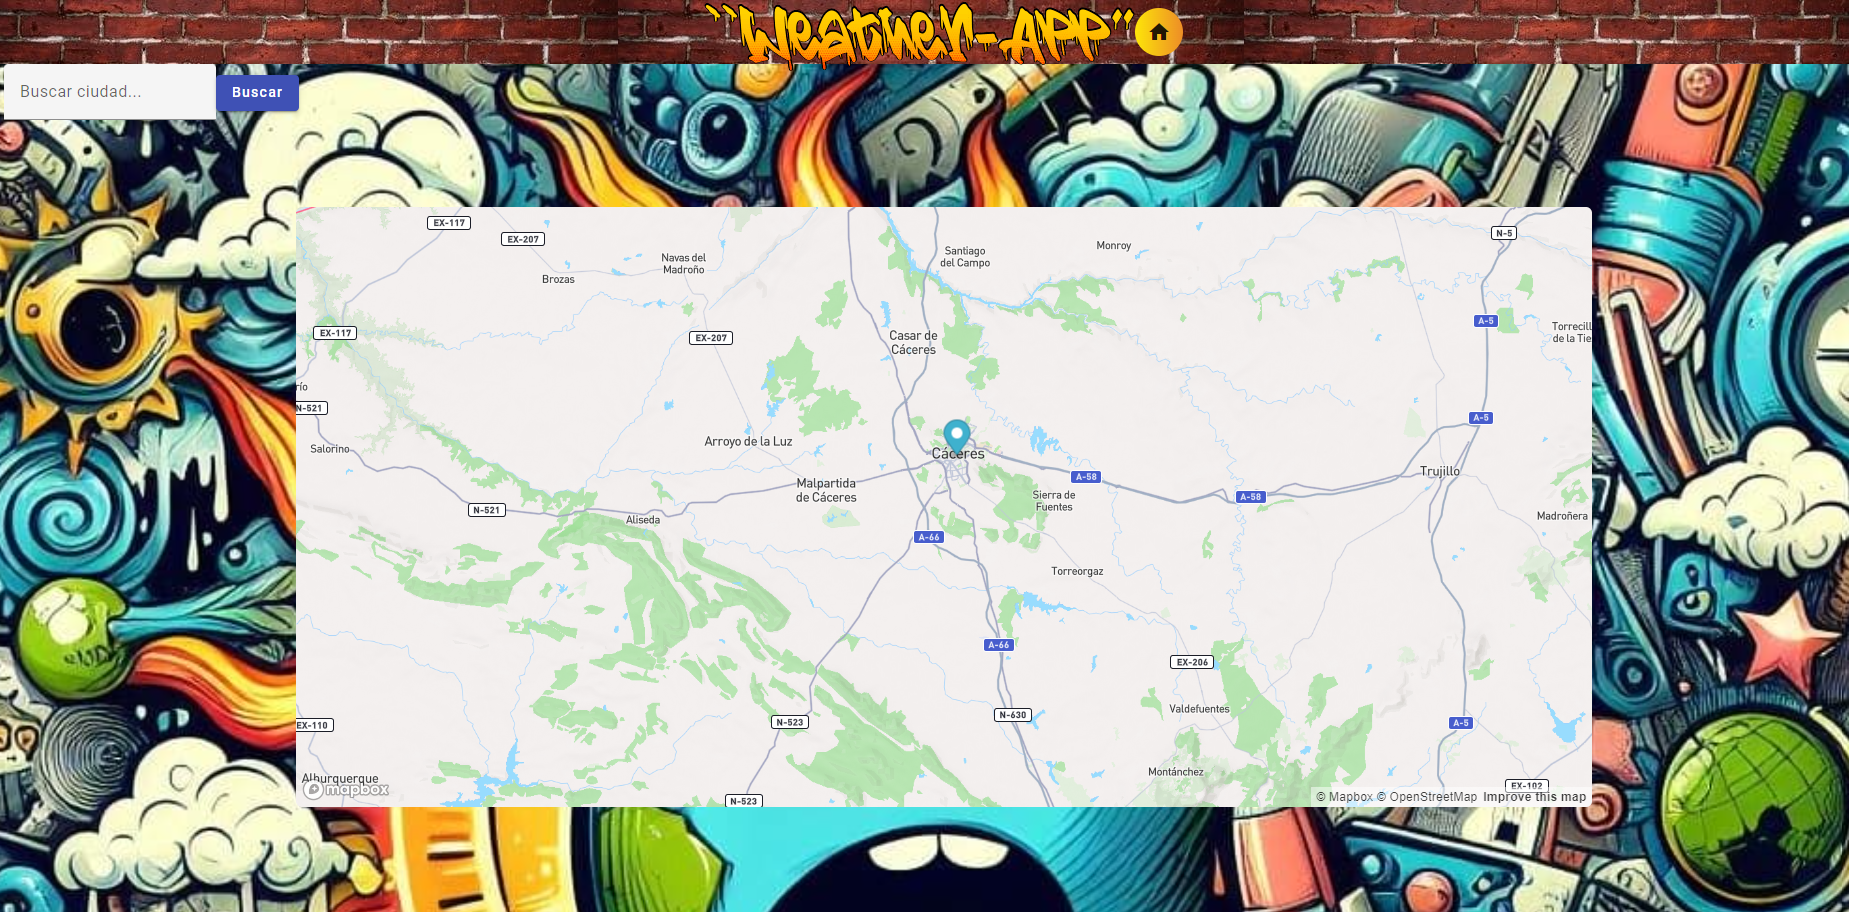 "Weather-App"
Buscar ciudad...
Buscar
EX-117
EX-207
Navas del
Madroño
Brozas
Santiago
del Campo
Monroy
N-5
EX-117
EX-207
Casar de
Cáceres
A-5
Torrecill
de la Tie
río
N-521
Salorino
Arroyo de la Luz
Cáceres
A-5
Malpartida
de Cáceres
A-58
Sierra de
Fuentes
A-58
Trujillo
N-521
Aliseda
A-66
Madroñera
Torreorgaz
A-66
EX-206
EX-110
N-523
N-630
Valdefuentes
A-5
Alburquerque
mapbox
N-523
Montánchez
EX-102
© Mapbox © OpenStreetMap Improve this map